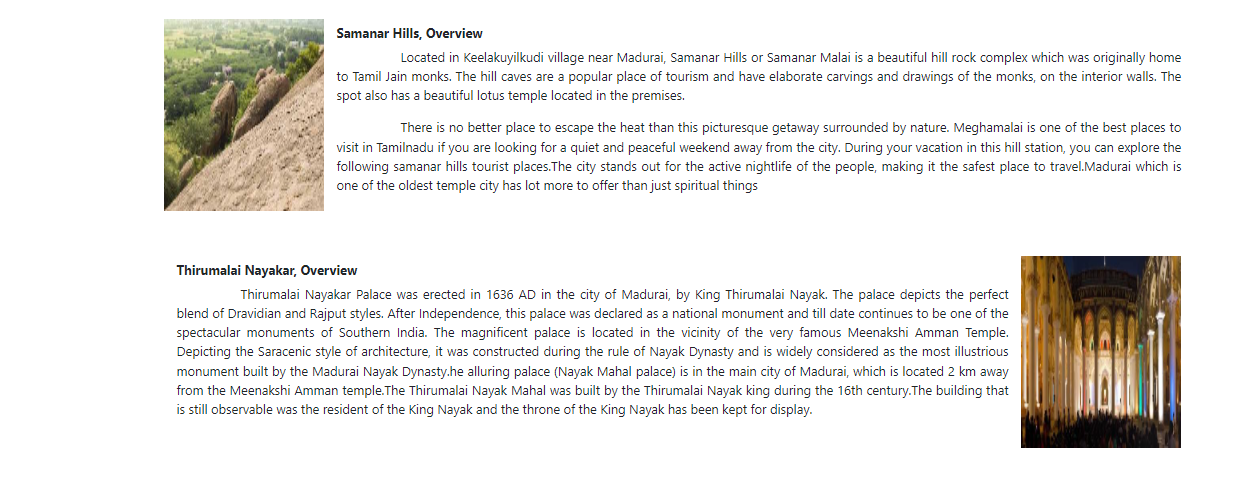 Samanar Hills, Overview
Located in Keelakuyilkudi village near Madurai, Samanar Hills or Samanar Malai is a beautiful hill rock complex which was originally home
to Tamil Jain monks. The hill caves are a popular place of tourism and have elaborate carvings and drawings of the monks, on the interior walls. The
spot also has a beautiful lotus temple located in the premises.
There is no better place to escape the heat than this picturesque getaway surrounded by nature. Meghamalai is one of the best places to
visit in Tamilnadu if you are looking for a quiet and peaceful weekend away from the city. During your vacation in this hill station, you can explore the
following samanar hills tourist places.The city stands out for the active nightlife of the people, making it the safest place to travel.Madurai which is
one of the oldest temple city has lot more to offer than just spiritual things
Thirumalai Nayakar, Overview
Thirumalai Nayakar Palace was erected in 1636 AD in the city of Madurai, by King Thirumalai Nayak. The palace depicts the perfect
blend of Dravidian and Rajput styles. After Independence, this palace was declared as a national monument and till date continues to be one of the
spectacular monuments of Southern India. The magnificent palace is located in the vicinity of the very famous Meenakshi Amman Temple.
Depicting the Saracenic style of architecture, it was constructed during the rule of Nayak Dynasty and is widely considered as the most illustrious
monument built by the Madurai Nayak Dynasty.he alluring palace (Nayak Mahal palace) is in the main city of Madurai, which is located 2 km away
from the Meenakshi Amman temple.The Thirumalai Nayak Mahal was built by the Thirumalai Nayak king during the 16th century.The building that
is still observable was the resident of the King Nayak and the throne of the King Nayak has been kept for display.